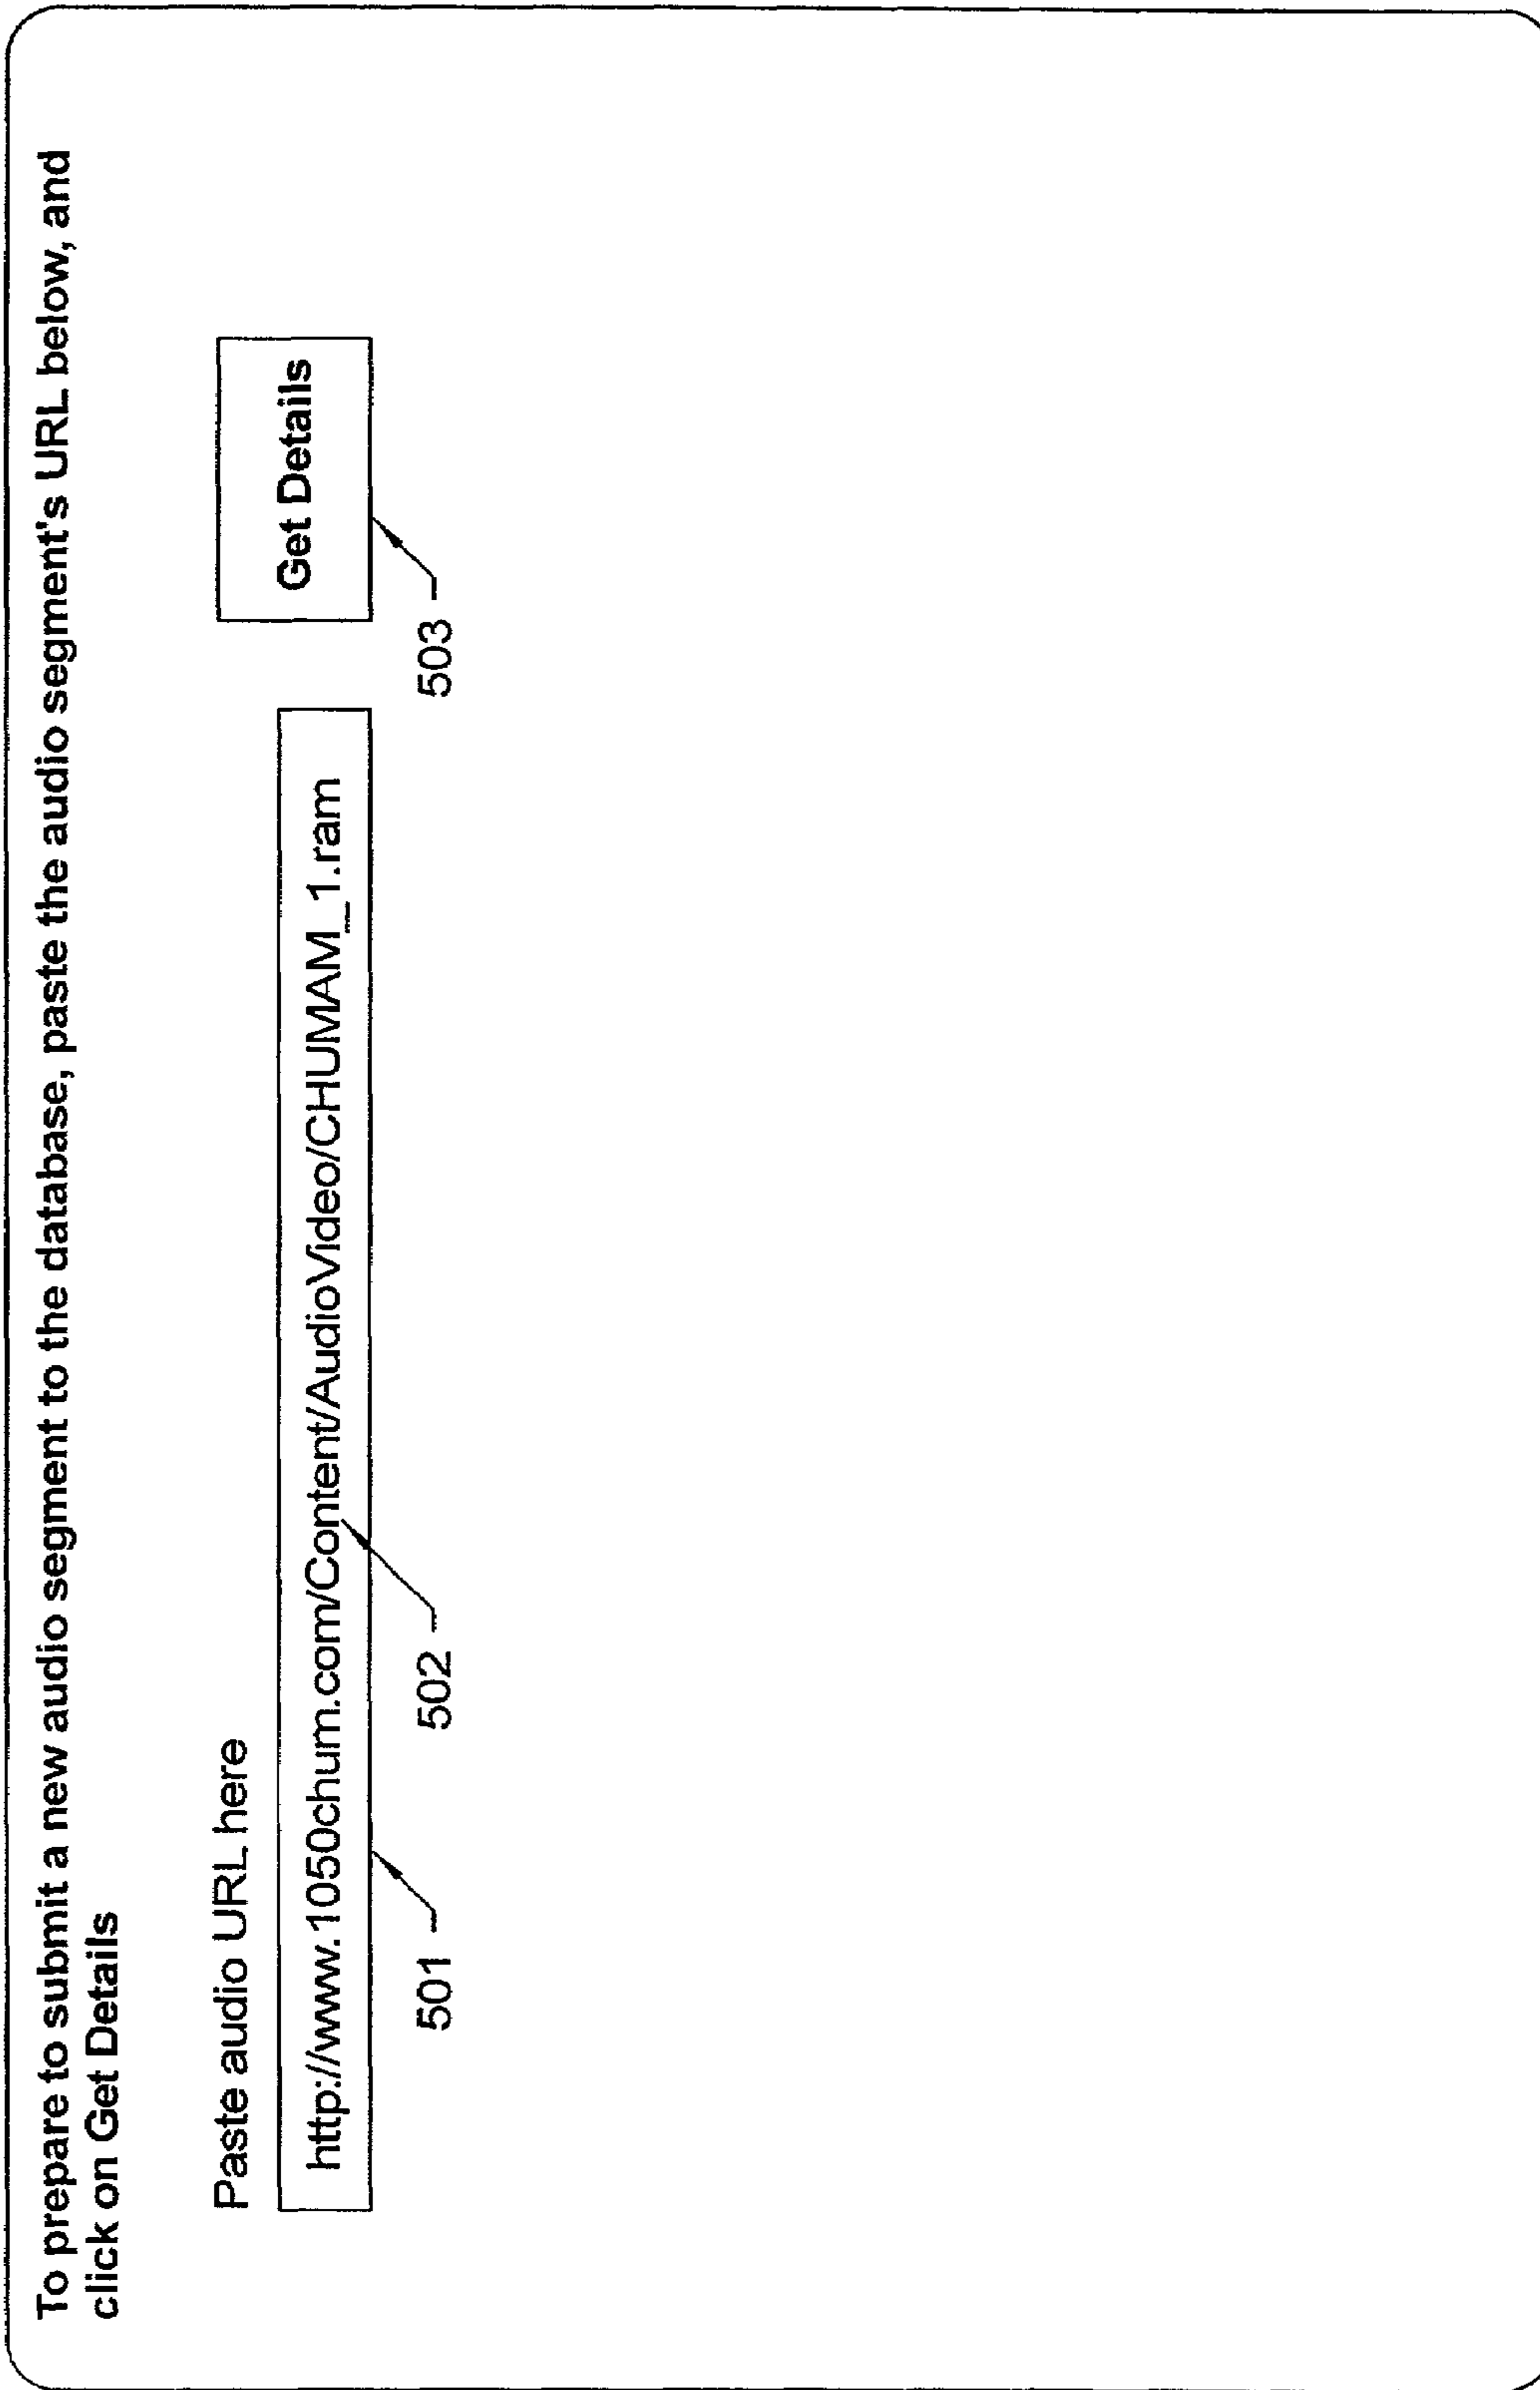 To prepare to submit a new audio segment to the database, paste the audio segment's URL below, and
click on Get Details
Paste audio URL here
http://www.1050chum.com/Content/AudioVideo/CHUMAM_1.ram
Get Details
501
502
503